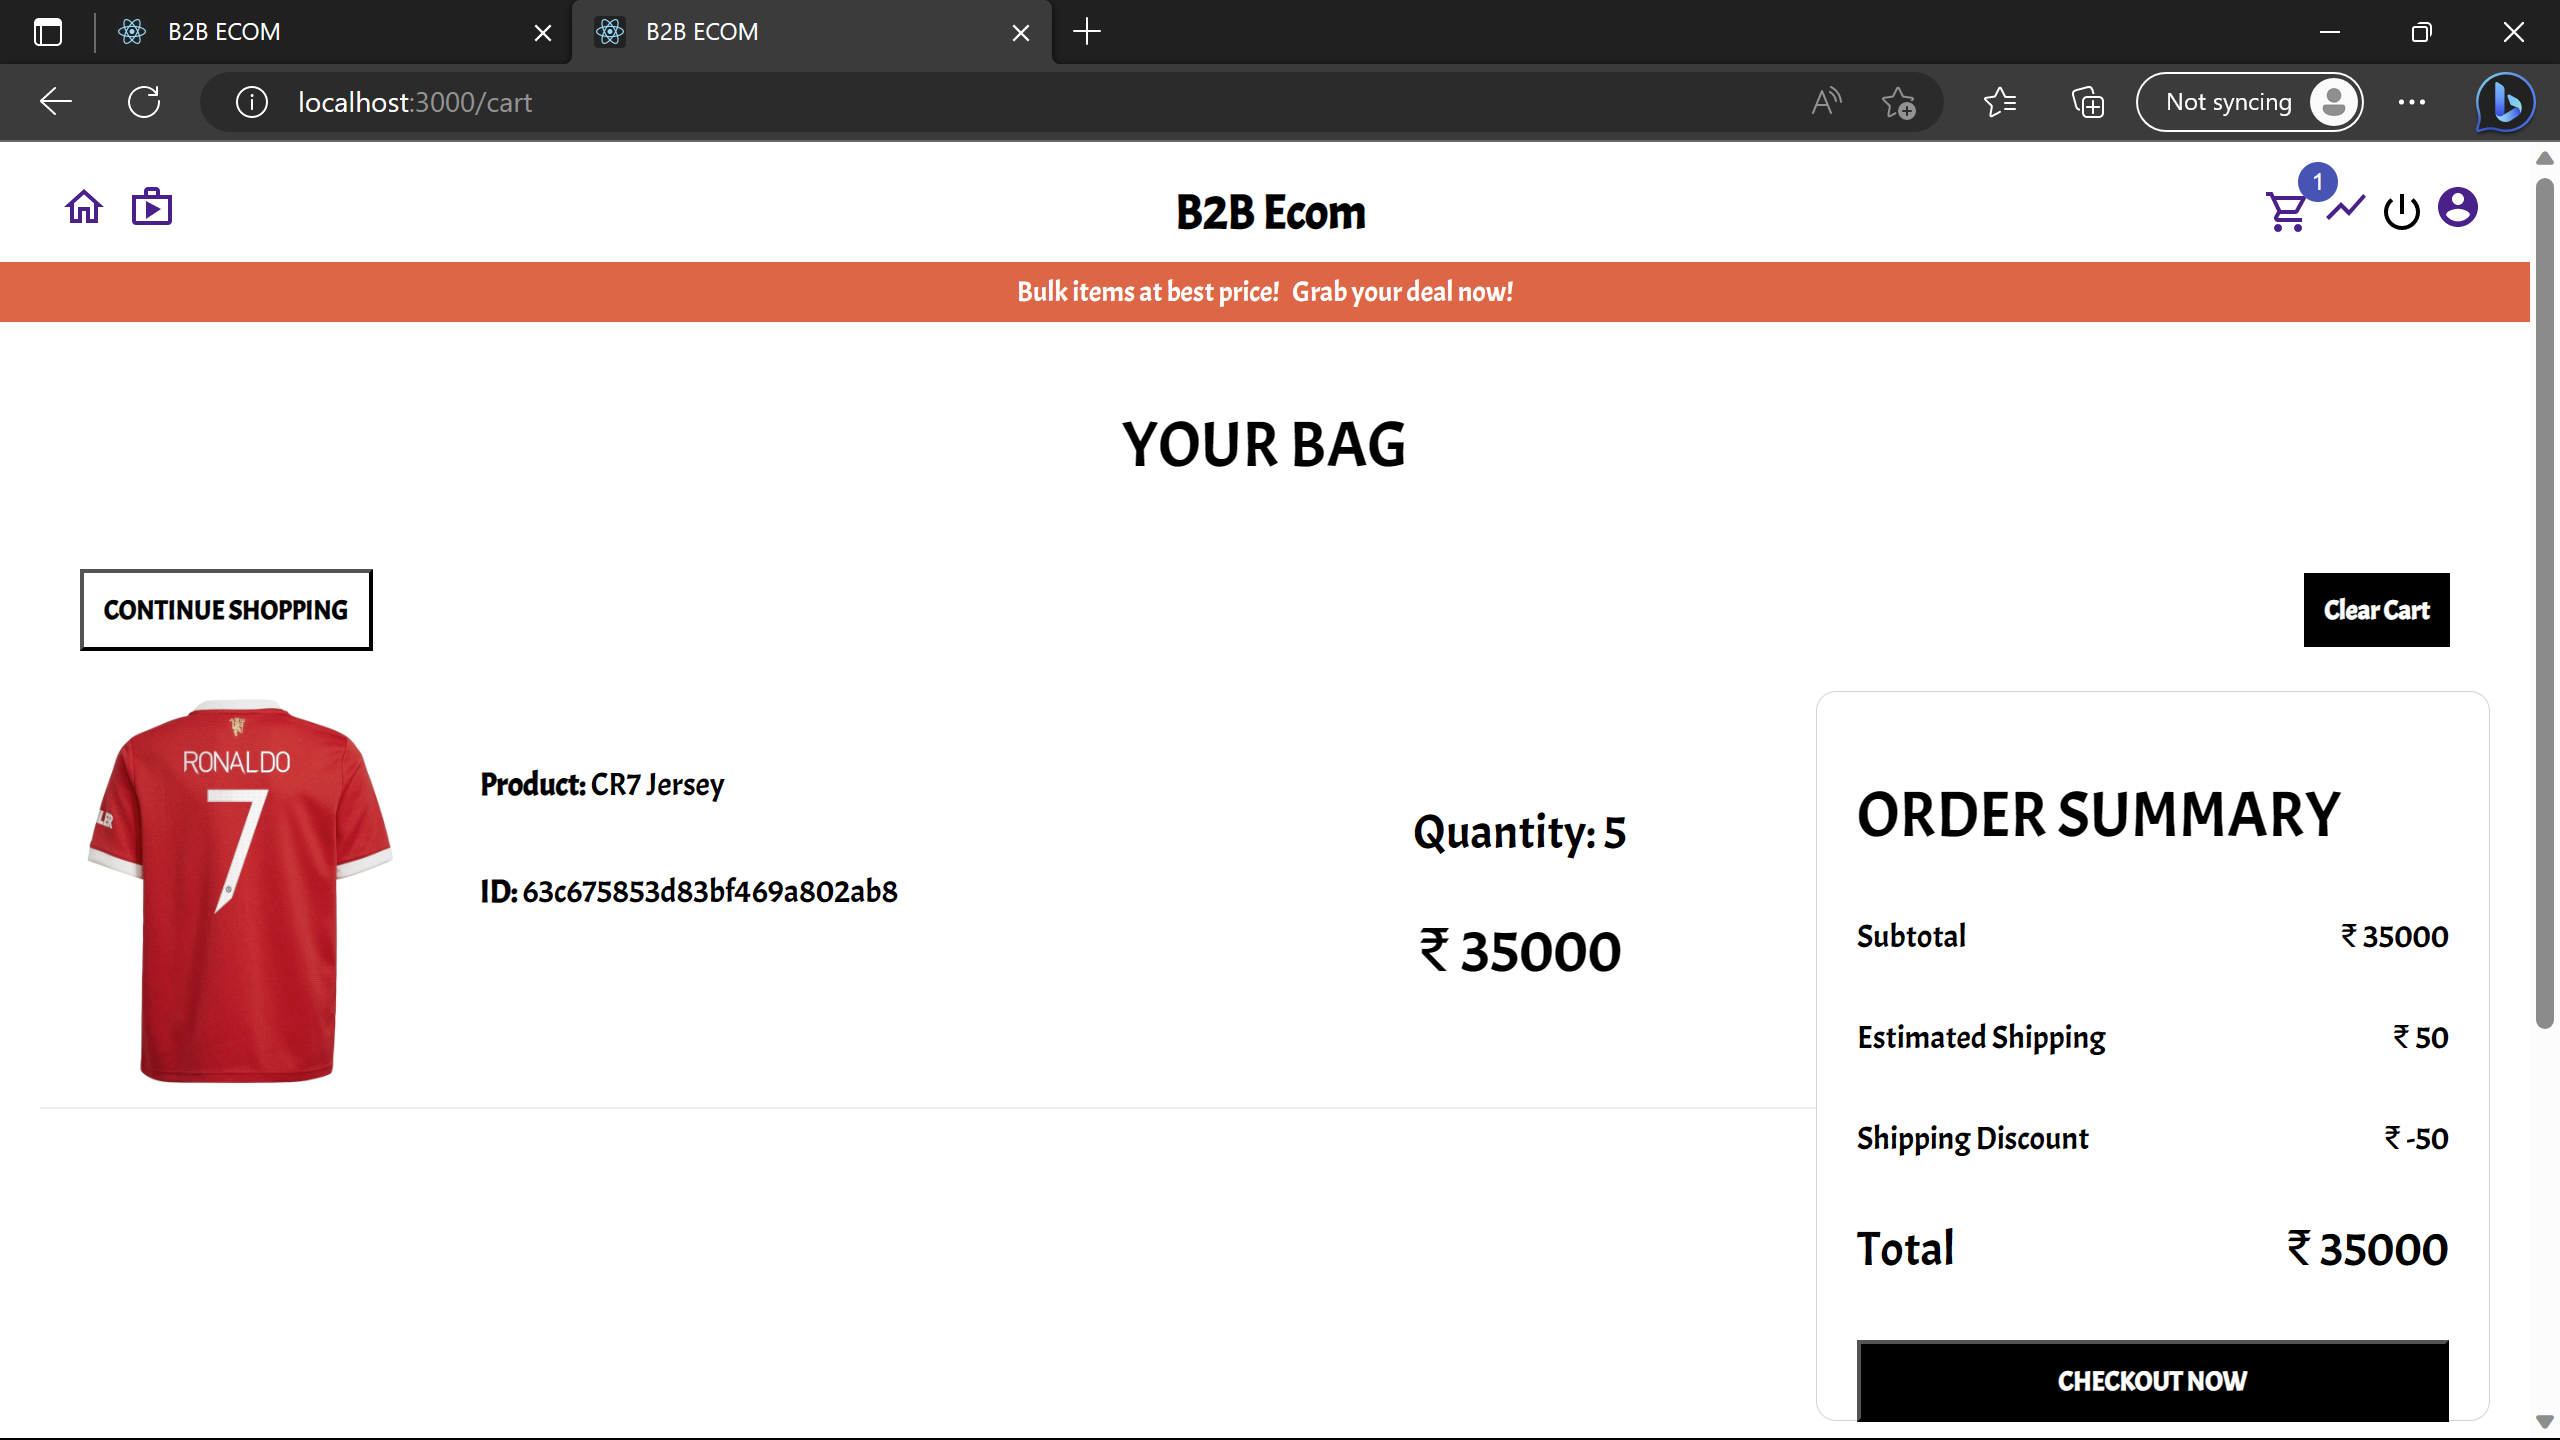 B2B ECOM
B2B ECOM
localhost:3000/cart
Not syncing
B2B Ecom
1
Bulk items at best price! Grab your deal now!
YOUR BAG
CONTINUE SHOPPING
Clear Cart
RONALDO
7
LER
Product: CR7 Jersey
ID: 63c675853d83bf469a802ab8
Quantity: 5
₹ 35000
ORDER SUMMARY
Subtotal ₹ 35000
Estimated Shipping ₹ 50
Shipping Discount ₹ -50
Total ₹ 35000
CHECKOUT NOW